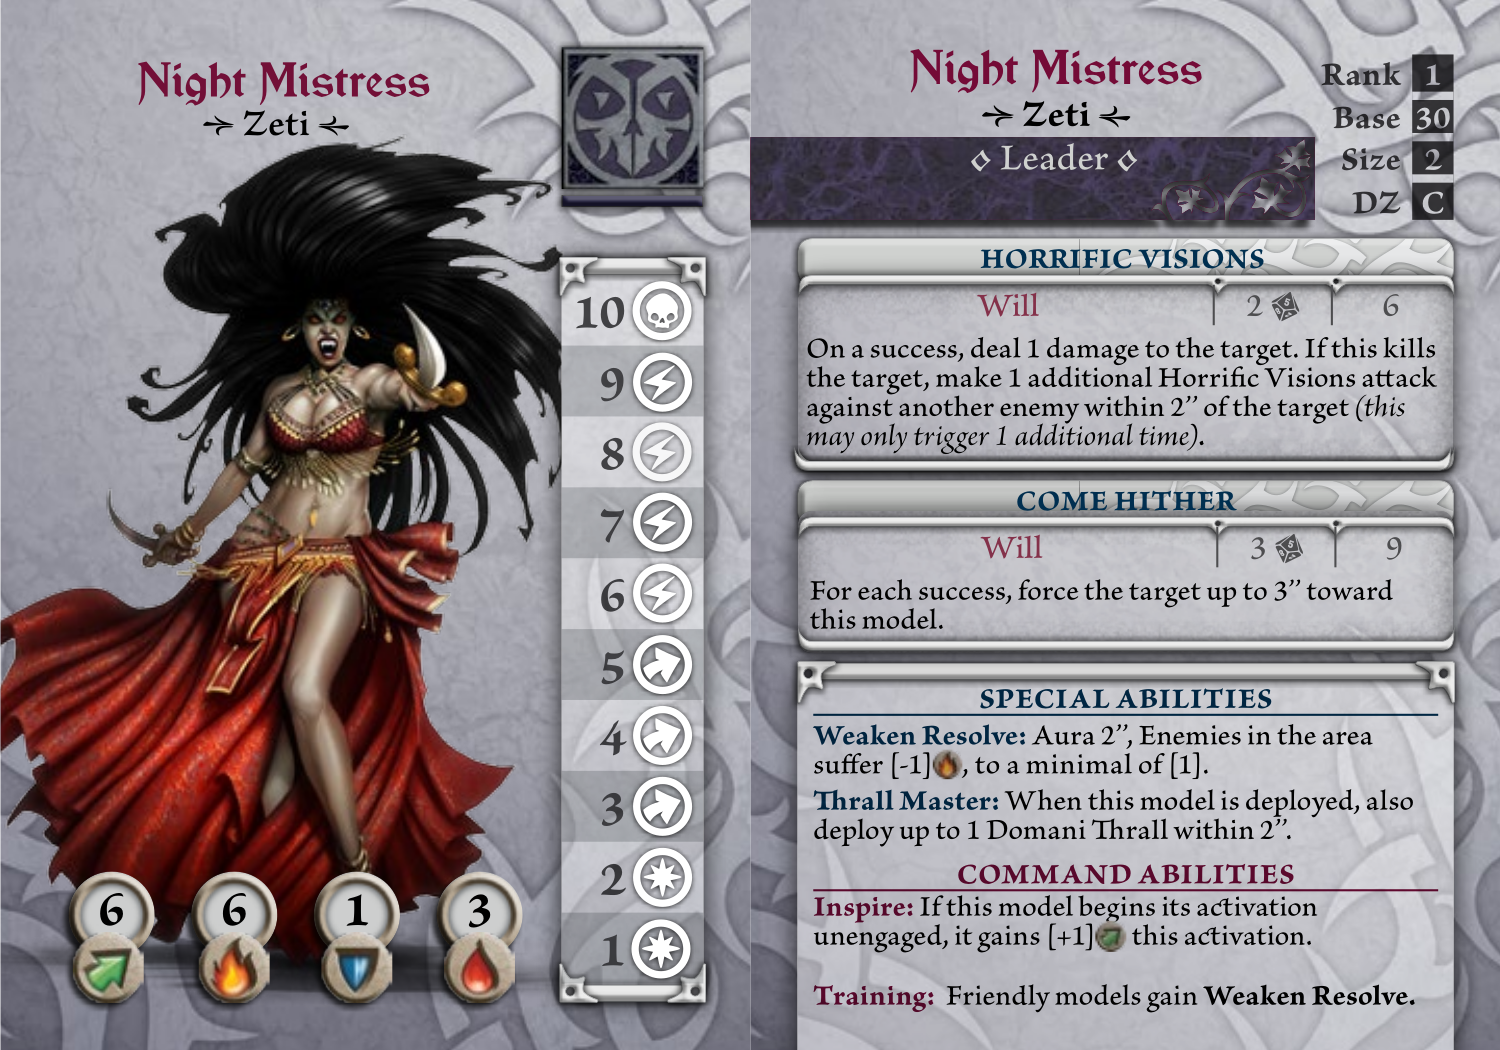 Night Mistress
Zeti
10
9
8
7
6
5
4
3
2
1
6
6
1
3
Night Mistress
Zeti
Leader
Rank 1
Base 30
Size 2
DZ C
HORRIFIC VISIONS
Will 2 6
On a success, deal 1 damage to the target. If this kills
the target, make 1 additional Horrific Visions attack
against another enemy within 2’’ of the target (this
may only trigger 1 additional time).
COME HITHER
Will 3 9
For each success, force the target up to 3’’ toward
this model.
SPECIAL ABILITIES
Weaken Resolve: Aura 2’’, Enemies in the area
suffer [-1], to a minimal of [1].
Thrall Master: When this model is deployed, also
deploy up to 1 Domani Thrall within 2’’.
COMMAND ABILITIES
Inspire: If this model begins its activation
unengaged, it gains [+1] this activation.
Training: Friendly models gain Weaken Resolve.